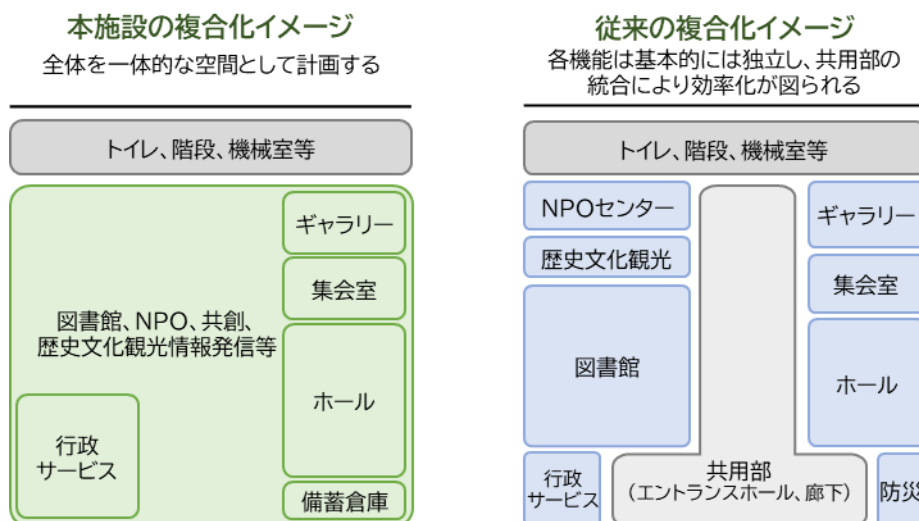 本施設の複合化イメージ
全体を一体的な空間として計画する
トイレ、階段、機械室等
ギャラリー
集会室
図書館、NPO、共創、
歴史文化観光情報発信等
ホール
行政
サービス
備蓄倉庫
従来の複合化イメージ
各機能は基本的には独立し、共用部の
統合により効率化が図られる
トイレ、階段、機械室等
NPOセンター
歴史文化観光
図書館
行政
サービス
共用部
（エントランスホール、廊下）
ギャラリー
集会室
ホール
防災